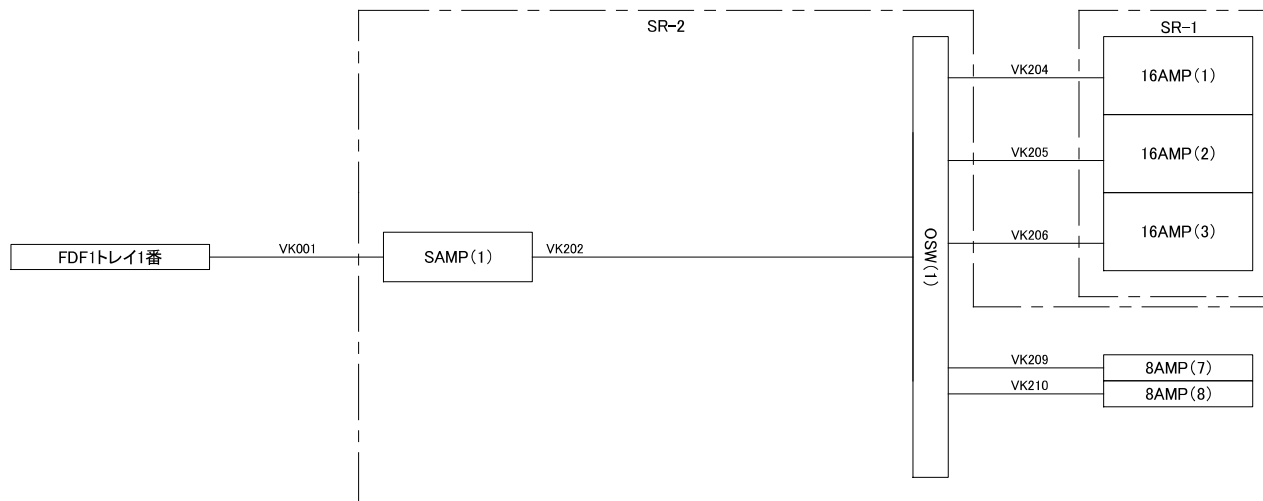 SR-2
SR-1
VK204
16AMP(1)
VK205
16AMP(2)
VK206
16AMP(3)
FDF1トレイ1番
VK001
SAMP(1)
VK202
OSW(1)
VK209
8AMP(7)
VK210
8AMP(8)